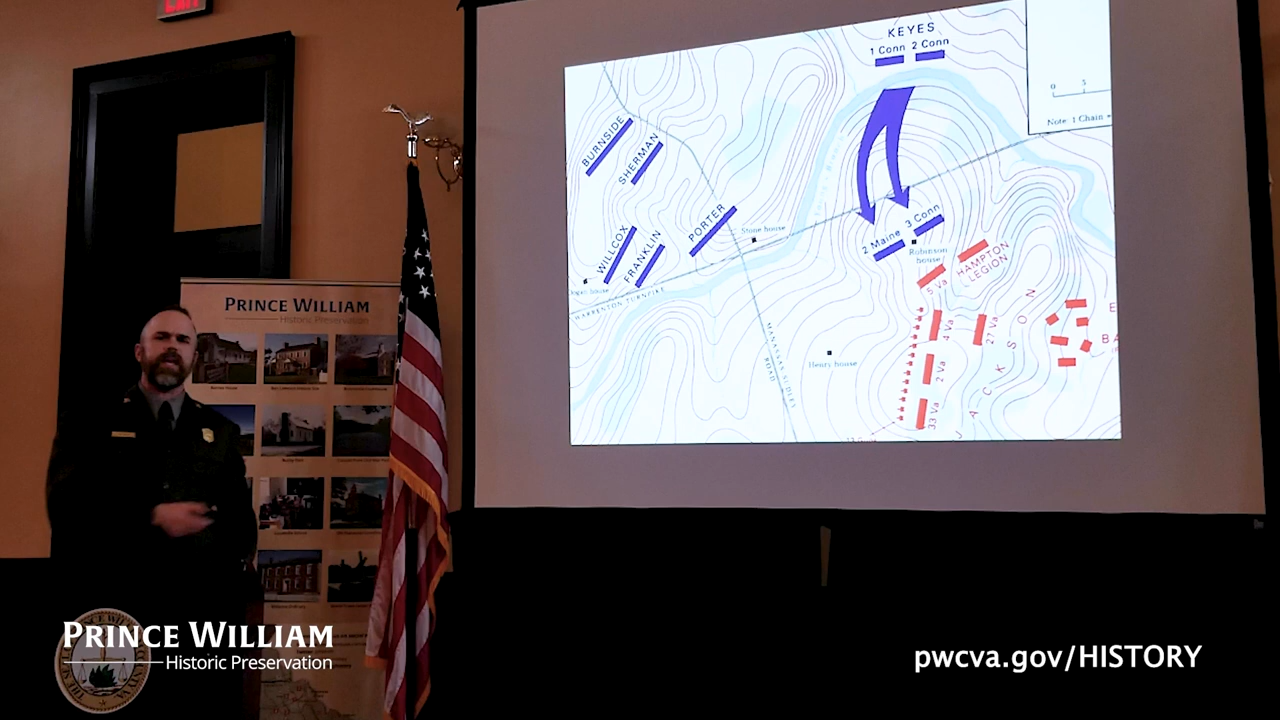 EXIT
KEYES
1 Conn 2 Conn
0 5
Note: 1 Chain
BURNSIDE
SHERMAN
PORTER
Stone house
WILLCOX
FRANKLIN
WARRENTON TURNPIKE
MANASSAS-SUDLEY
ROAD
2 Maine 3 Conn
Robinson
house
HAMPTON
LEGION
5 Va
4 Va
27 Va
2 Va
33 Va
JACKSON
Henry house
PRINCE WILLIAM
Historic Preservation
PRINCE WILLIAM
Historic Preservation
pwcva.gov/HISTORY